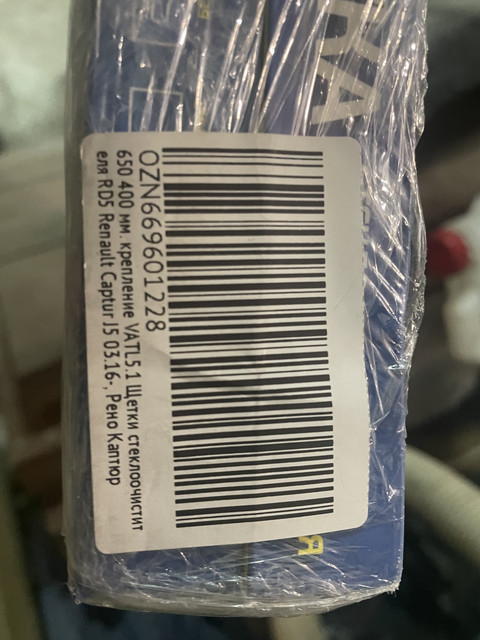 OZN669601228
650 400 мм. крепление VATL5.1 Щетки стеклоочистит
еля RD5 Renault Captur J5 03.16-, Рено Каптюр
Я